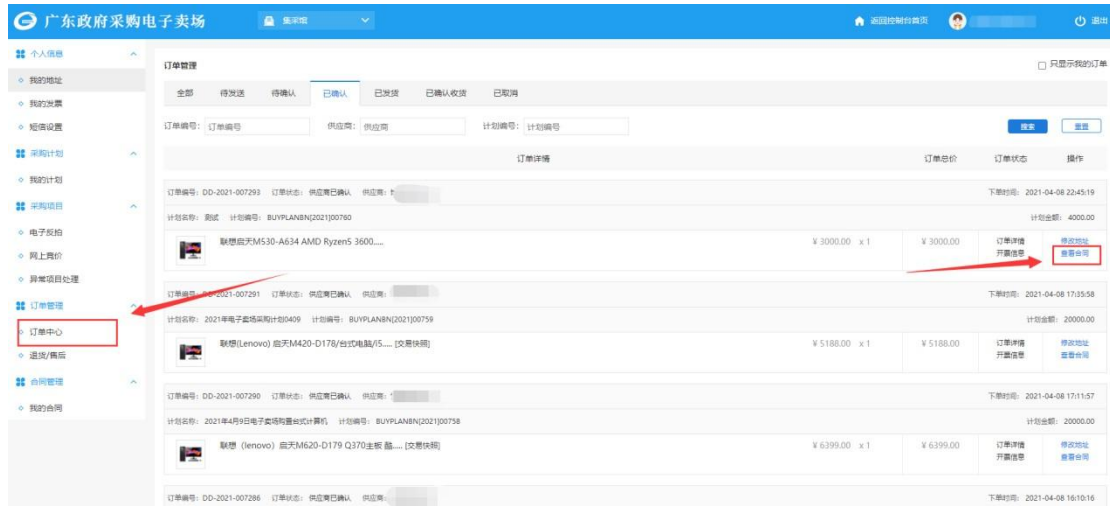 广东政府采购电子卖场 集采馆 返回控制台首页 退出
个人信息
我的地址
我的发票
短信设置
采购计划
我的计划
采购项目
电子反拍
网上竞价
异常项目处理
订单管理
订单中心
退货/售后
合同管理
我的合同
订单管理 只显示我的订单
全部 待发送 待确认 已确认 已发货 已确认收货 已取消
订单编号: 订单编号 供应商: 供应商 计划编号: 计划编号 搜索 重置
订单详情 订单总价 订单状态 操作
订单编号: DD-2021-007293 订单状态: 供应商已确认 供应商: 下单时间: 2021-04-08 22:45:19
计划名称: 测试 计划编号: BUYPLANBN[2021]00760 计划金额: 4000.00
联想启天M530-A634 AMD Ryzen5 3600,.... ¥ 3000.00 x 1 ¥ 3000.00 订单详情 修改地址
开票信息 查看合同
订单编号: DD-2021-007291 订单状态: 供应商已确认 供应商: 下单时间: 2021-04-08 17:35:58
计划名称: 2021年电子卖场采购计划0409 计划编号: BUYPLANBN[2021]00759 计划金额: 20000.00
联想(Lenovo) 启天M420-D178/台式电脑/i5..... [交易快照] ¥ 5188.00 x 1 ¥ 5188.00 订单详情 修改地址
开票信息 查看合同
订单编号: DD-2021-007290 订单状态: 供应商已确认 供应商: 下单时间: 2021-04-08 17:11:57
计划名称: 2021年4月9日电子卖场购置台式计算机 计划编号: BUYPLANBN[2021]00758 计划金额: 20000.00
联想（lenovo）启天M620-D179 Q370主板 酷..... [交易快照] ¥ 6399.00 x 1 ¥ 6399.00 订单详情 修改地址
开票信息 查看合同
订单编号: DD-2021-007286 订单状态: 供应商已确认 供应商: 下单时间: 2021-04-08 16:10:16